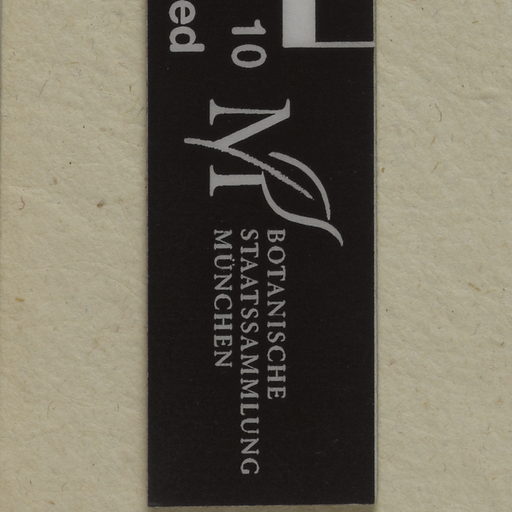 10
ed
BOTANISCHE
STAATSSAMMLUNG
MÜNCHEN